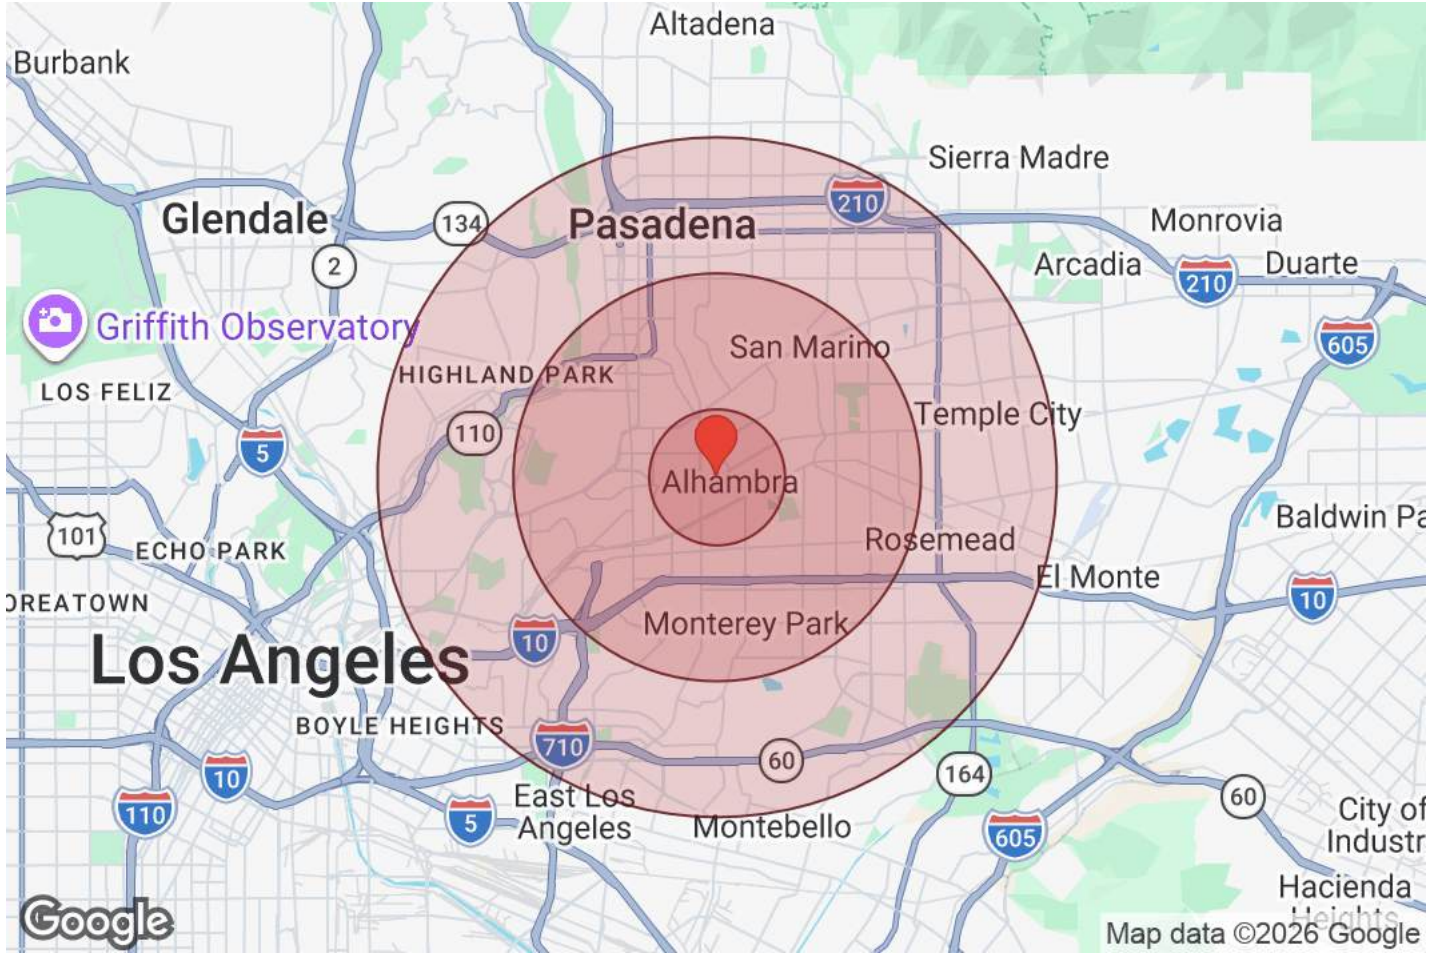 Altadena
Burbank
Sierra Madre
210
Glendale
134
Pasadena
Monrovia
2
Arcadia
210
Duarte
Griffith Observatory
San Marino
605
LOS FELIZ
HIGHLAND PARK
Temple City
110
5
Alhambra
101
ECHO PARK
Rosemead
Baldwin Pa
El Monte
OREATOWN
10
10
Monterey Park
Los Angeles
BOYLE HEIGHTS
710
60
164
10
110
5
East Los
Angeles
Montebello
605
60
City of
Industr
Hacienda
Heights
Google
Map data ©2026 Google